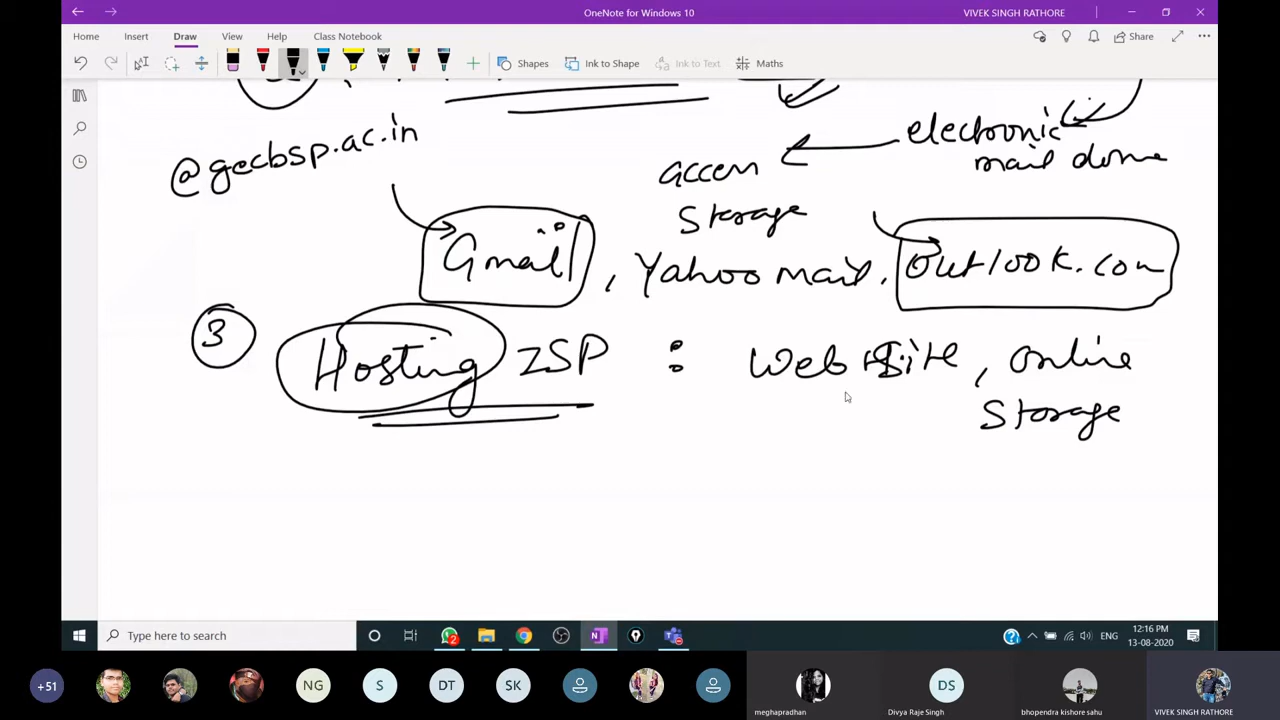 OneNote for Windows 10
VIVEK SINGH RATHORE
Home Insert Draw View Help Class Notebook
Share
Shapes Ink to Shape Ink to Text Maths
@gecbsp.ac.in
electronic
mail dome
access
storage
Gmail, Yahoo mail, Outlook.com
3 Hosting ISP : Web site, online
storage
Type here to search
2
ENG
12:16 PM
13-08-2020
+51 NG S DT SK DS
meghapradhan Divya Raje Singh bhopendra kishore sahu VIVEK SINGH RATHORE